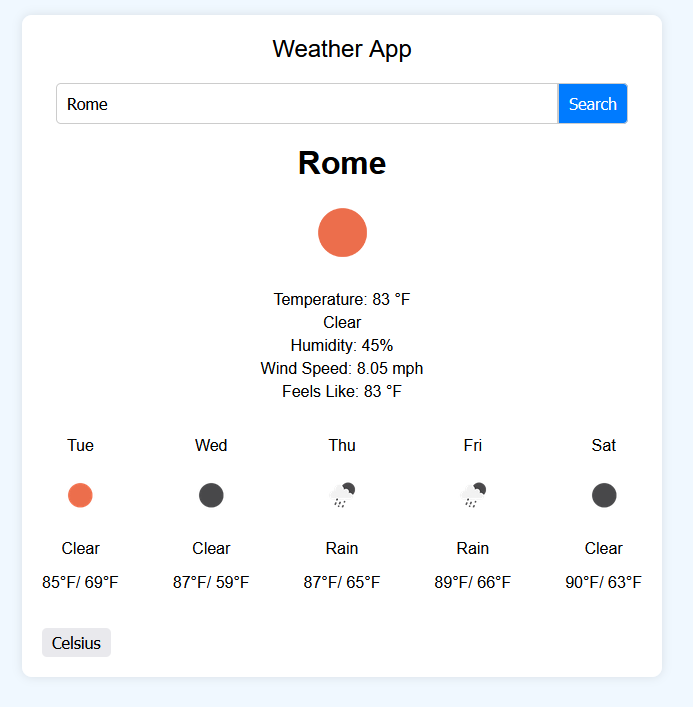 Weather App
Rome
Search
Rome
Temperature: 83 °F
Clear
Humidity: 45%
Wind Speed: 8.05 mph
Feels Like: 83 °F
Tue Wed Thu Fri Sat
Clear Clear Rain Rain Clear
85°F/ 69°F 87°F/ 59°F 87°F/ 65°F 89°F/ 66°F 90°F/ 63°F
Celsius